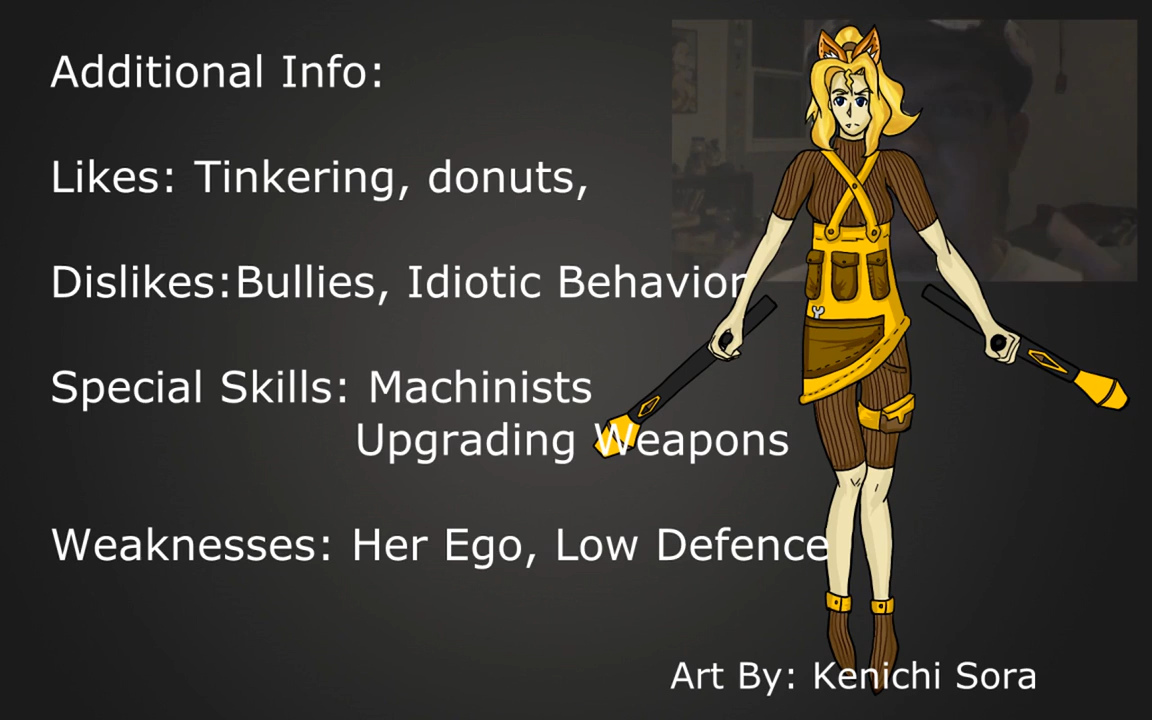 Additional Info:
Likes: Tinkering, donuts,
Dislikes:Bullies, Idiotic Behavior
Special Skills: Machinists
Upgrading Weapons
Weaknesses: Her Ego, Low Defence
Art By: Kenichi Sora